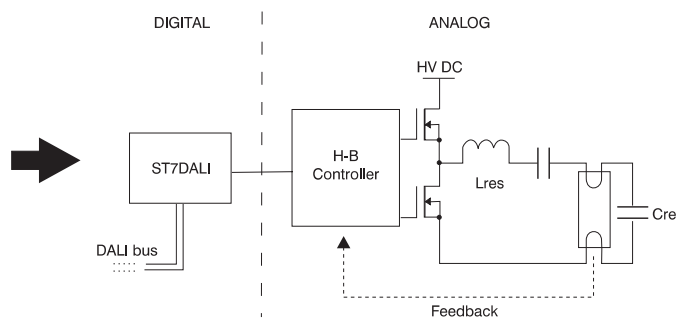 DIGITAL
ANALOG
HV DC
ST7DALI
H-B
Controller
Lres
Cre
DALI bus
Feedback